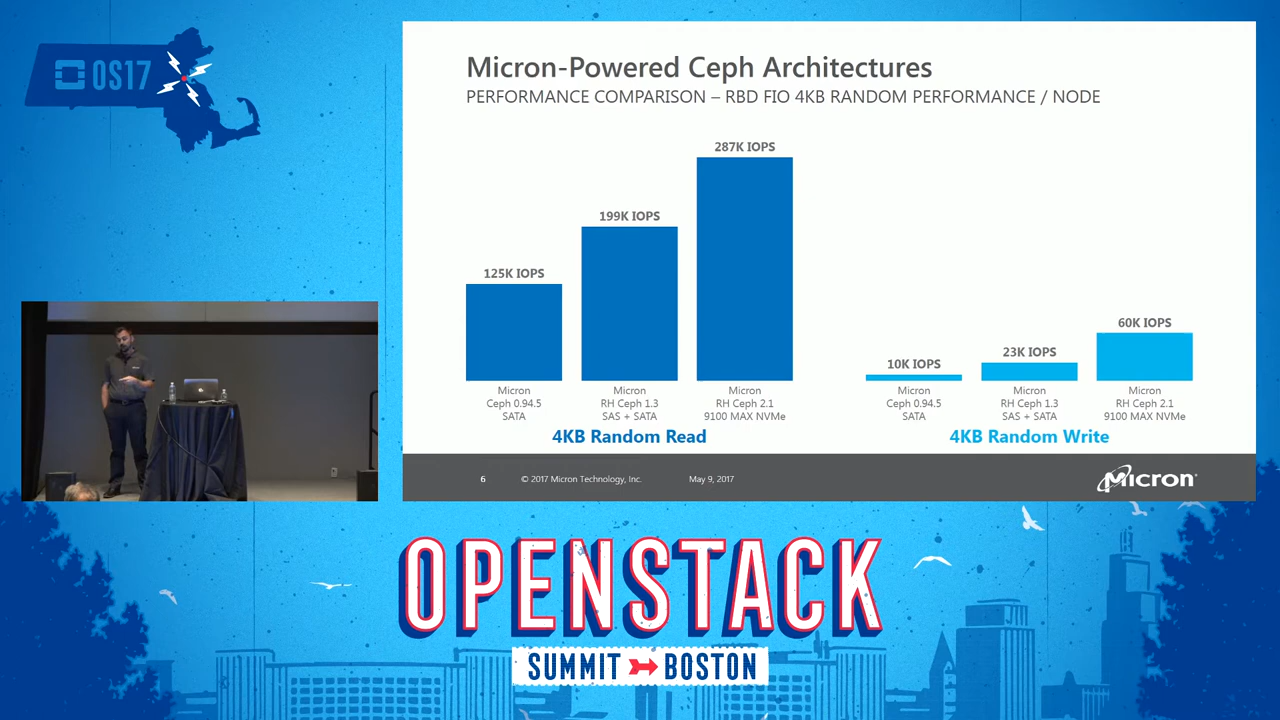 OS17
Micron-Powered Ceph Architectures
PERFORMANCE COMPARISON – RBD FIO 4KB RANDOM PERFORMANCE / NODE
287K IOPS
199K IOPS
125K IOPS
60K IOPS
23K IOPS
10K IOPS
Micron
Ceph 0.94.5
SATA
Micron
RH Ceph 1.3
SAS + SATA
Micron
RH Ceph 2.1
9100 MAX NVMe
Micron
Ceph 0.94.5
SATA
Micron
RH Ceph 1.3
SAS + SATA
Micron
RH Ceph 2.1
9100 MAX NVMe
4KB Random Read
4KB Random Write
6
© 2017 Micron Technology, Inc.
May 9, 2017
Micron
OPENSTACK
SUMMIT BOSTON